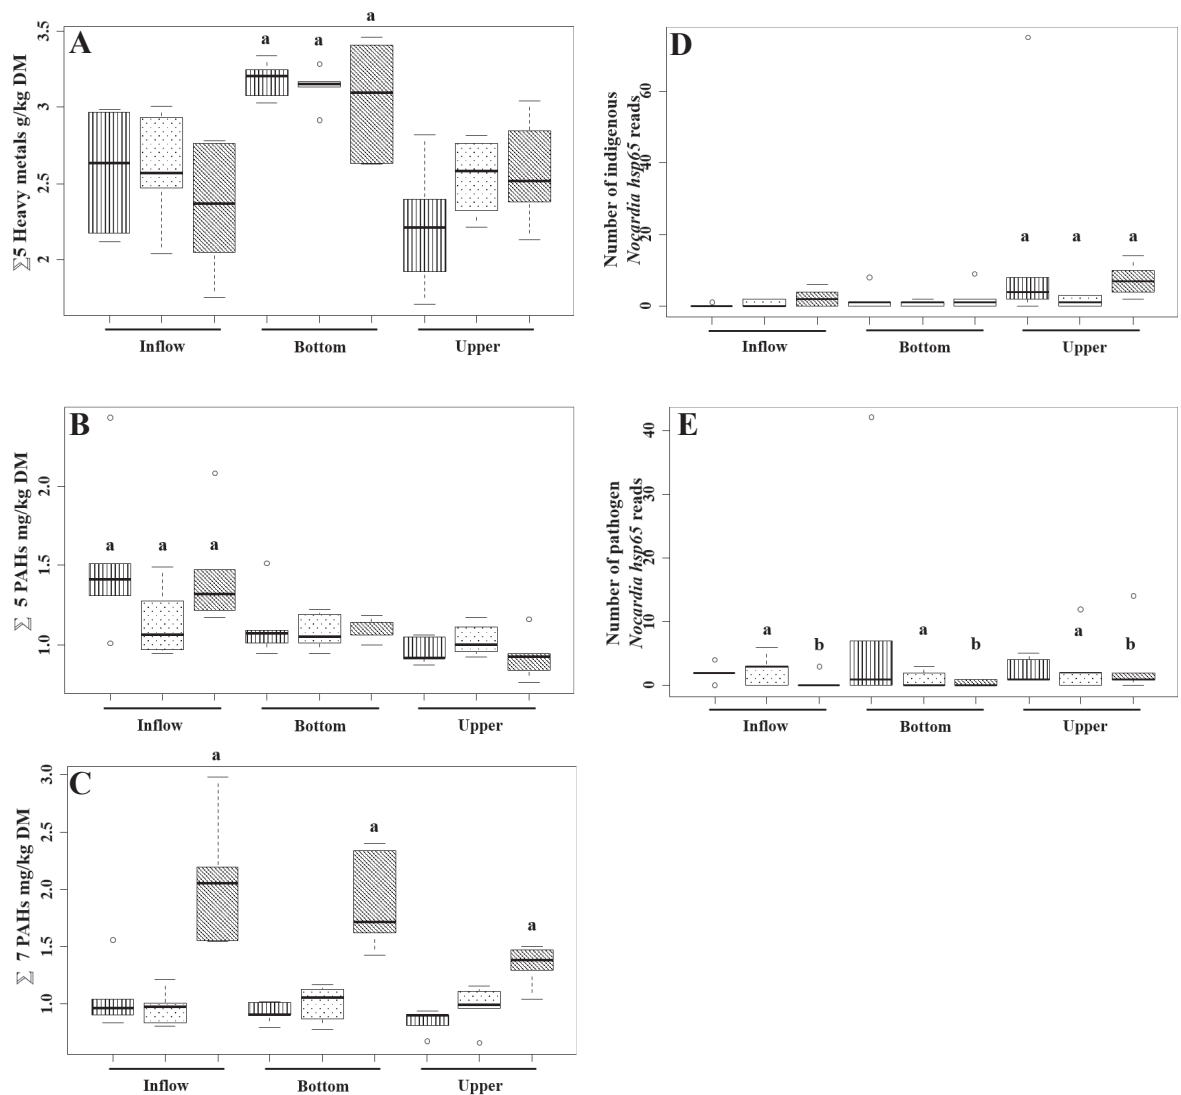 A
∑5 Heavy metals g/kg DM
3.5
3
2.5
2
a a a
Inflow Bottom Upper
B
∑ 5 PAHs mg/kg DM
2.0
1.5
1.0
a a a
Inflow Bottom Upper
C
∑ 7 PAHs mg/kg DM
3.0
2.5
2.0
1.5
1.0
a a a
Inflow Bottom Upper
D
Number of indigenous
Nocardia hsp65 reads
60
40
20
0
a a a
Inflow Bottom Upper
E
Number of pathogen
Nocardia hsp65 reads
40
30
20
10
0
a b a b a b
Inflow Bottom Upper